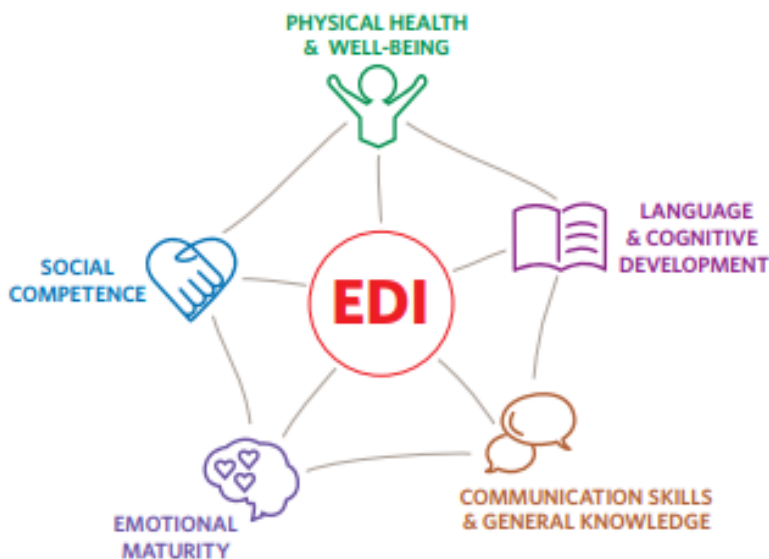 PHYSICAL HEALTH
& WELL-BEING
LANGUAGE
& COGNITIVE
DEVELOPMENT
SOCIAL
COMPETENCE
EDI
COMMUNICATION SKILLS
& GENERAL KNOWLEDGE
EMOTIONAL
MATURITY